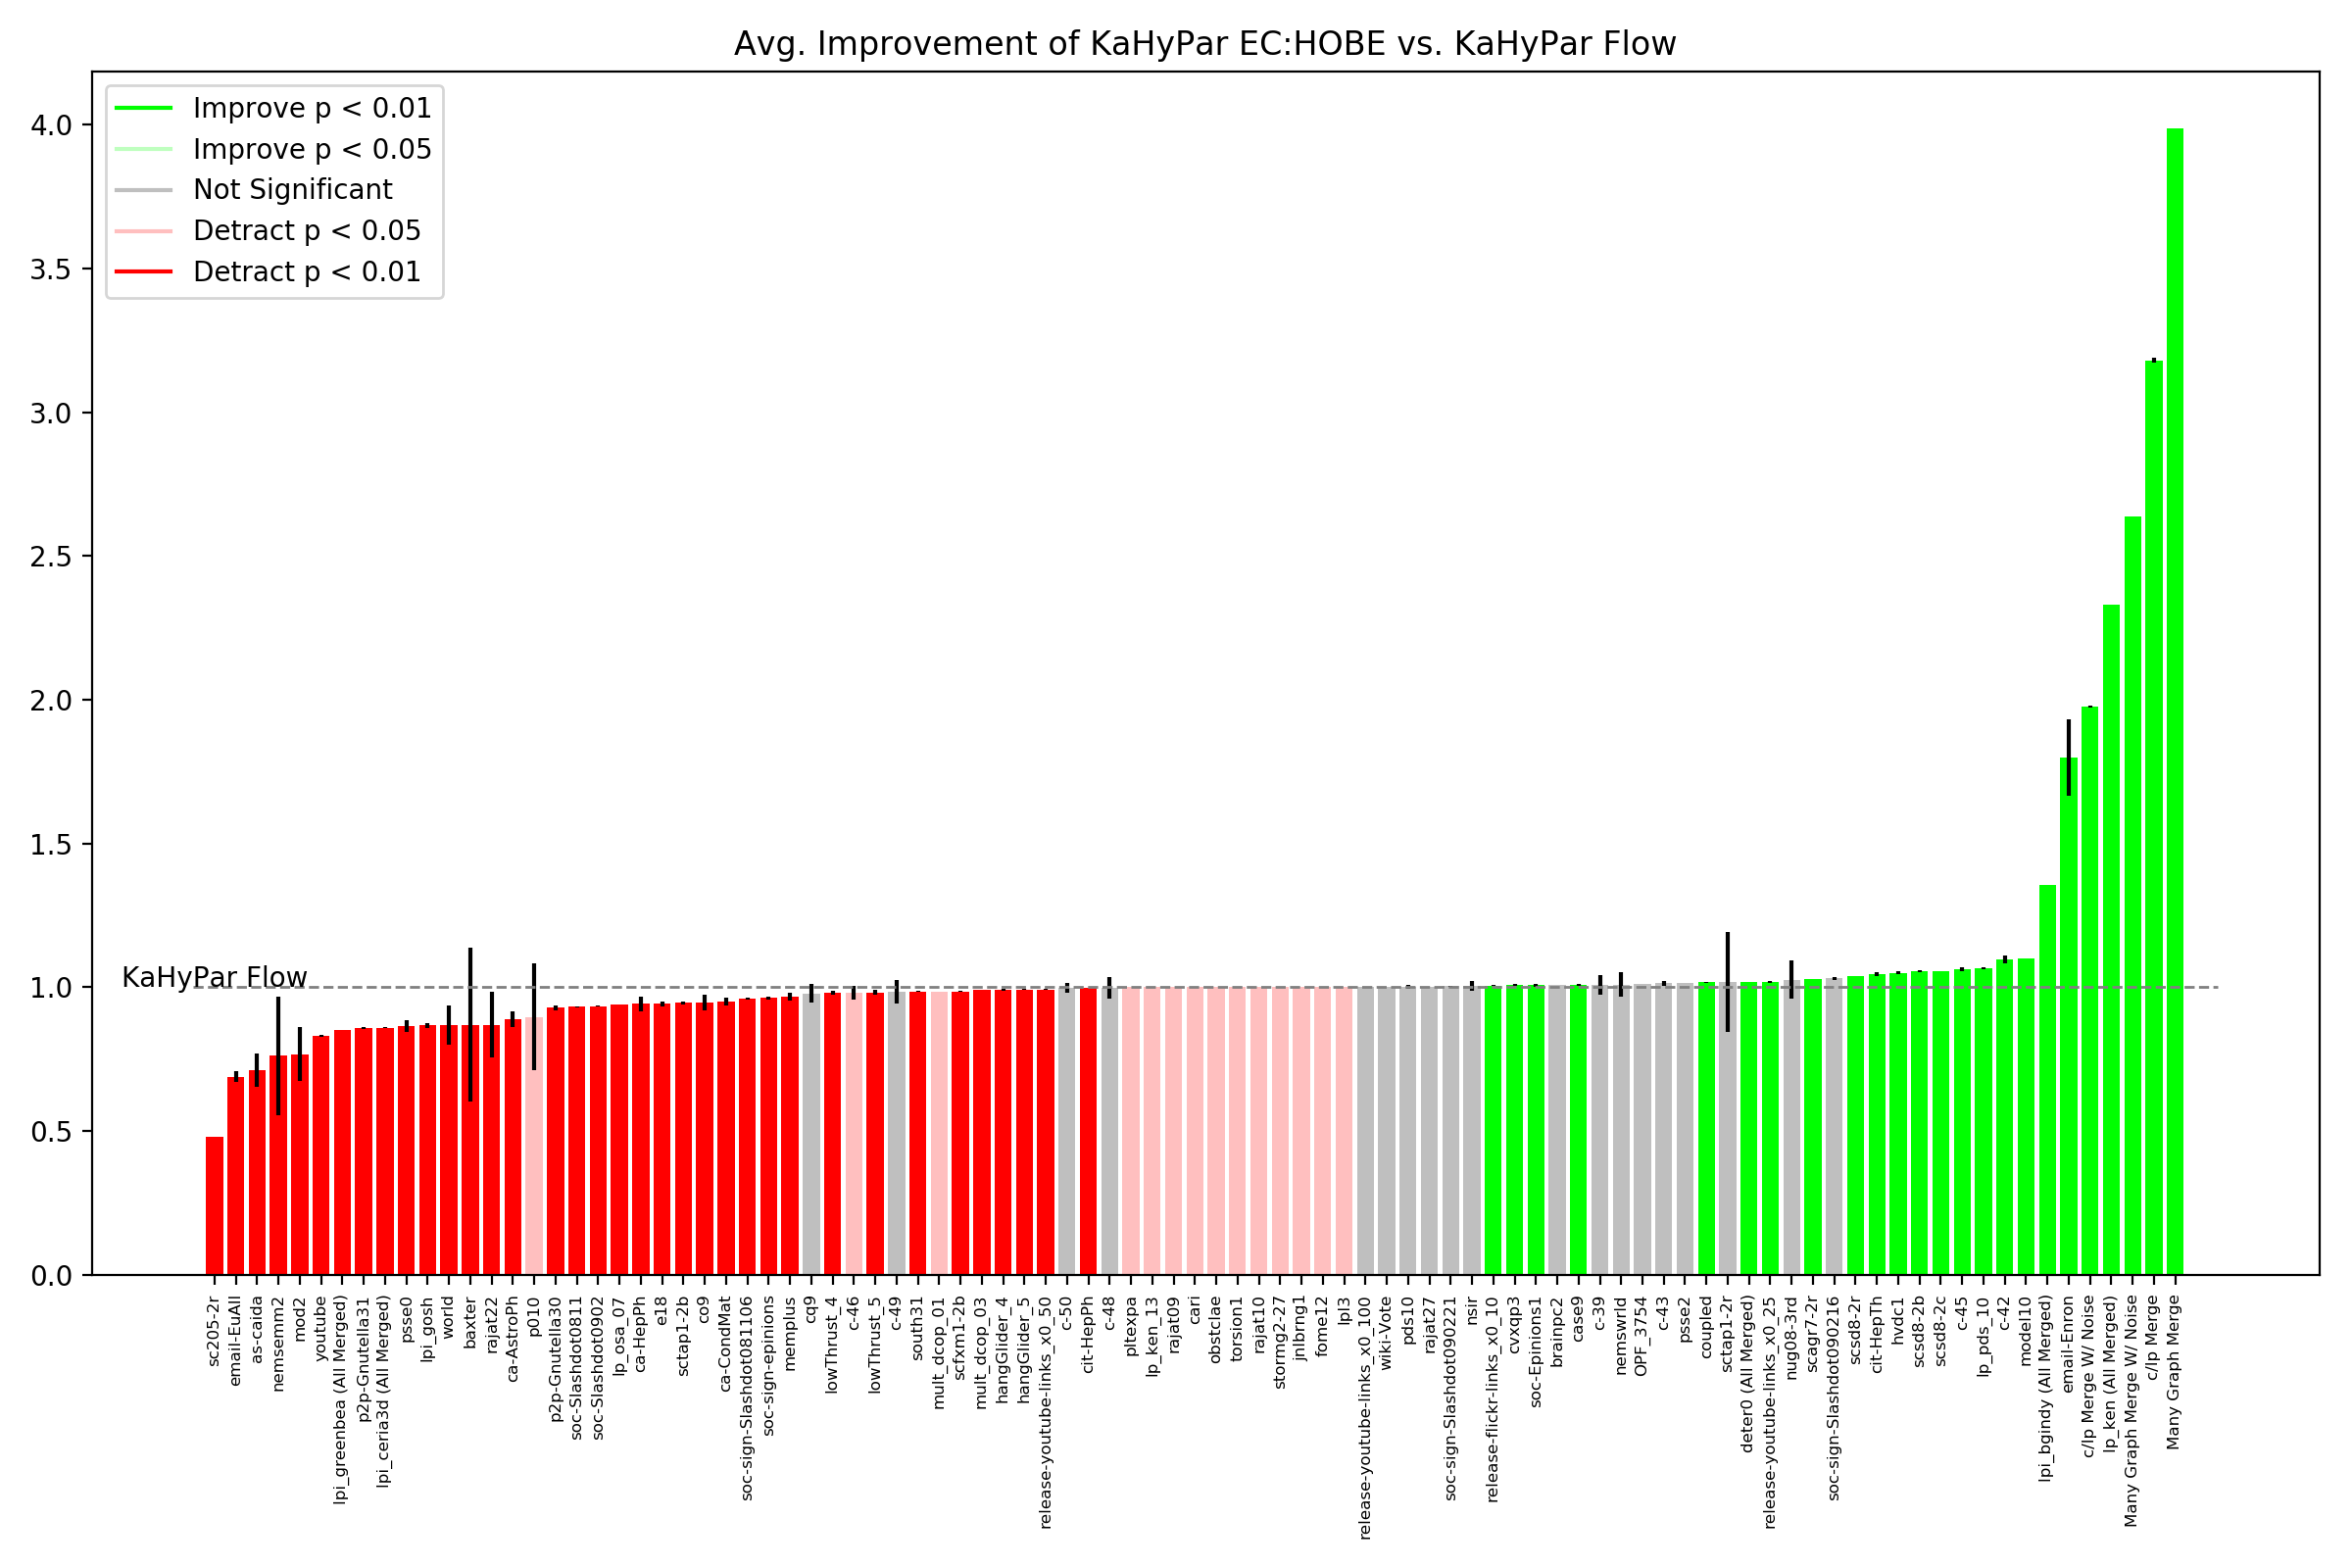 Avg. Improvement of KaHyPar EC:HOBE vs. KaHyPar Flow
Improve p < 0.01
Improve p < 0.05
Not Significant
Detract p < 0.05
Detract p < 0.01
4.0
3.5
3.0
2.5
2.0
1.5
1.0
0.5
0.0
KaHyPar Flow
sc205-2r
email-EuAll
as-caida
nemsemm2
mod2
youtube
lpi_greenbea (All Merged)
p2p-Gnutella31
lpi_ceria3d (All Merged)
psse0
lpi_gosh
world
baxter
rajat22
ca-AstroPh
p010
p2p-Gnutella30
soc-Slashdot0811
soc-Slashdot0902
lp_osa_07
ca-HepPh
e18
sctap1-2b
co9
ca-CondMat
soc-sign-Slashdot081106
soc-sign-epinions
memplus
cq9
lowThrust_4
c-46
lowThrust_5
c-49
south31
mult_dcop_01
scfxm1-2b
mult_dcop_03
hangGlider_4
hangGlider_5
release-youtube-links_x0_50
c-50
cit-HepPh
c-48
pltexpa
lp_ken_13
rajat09
cari
obstclae
torsion1
rajat10
stormg2-27
jnlbrng1
fome12
lpl3
release-youtube-links_x0_100
wiki-Vote
pds10
rajat27
soc-sign-Slashdot090221
nsir
release-flickr-links_x0_10
cvxqp3
soc-Epinions1
brainpc2
case9
c-39
nemswrld
OPF_3754
c-43
psse2
coupled
sctap1-2r
deter0 (All Merged)
release-youtube-links_x0_25
nug08-3rd
scagr7-2r
soc-sign-Slashdot090216
scsd8-2r
cit-HepTh
hvdc1
scsd8-2b
scsd8-2c
c-45
lp_pds_10
c-42
model10
lpi_bgindy (All Merged)
email-Enron
c/lp Merge W/ Noise
lp_ken (All Merged)
Many Graph Merge W/ Noise
c/lp Merge
Many Graph Merge